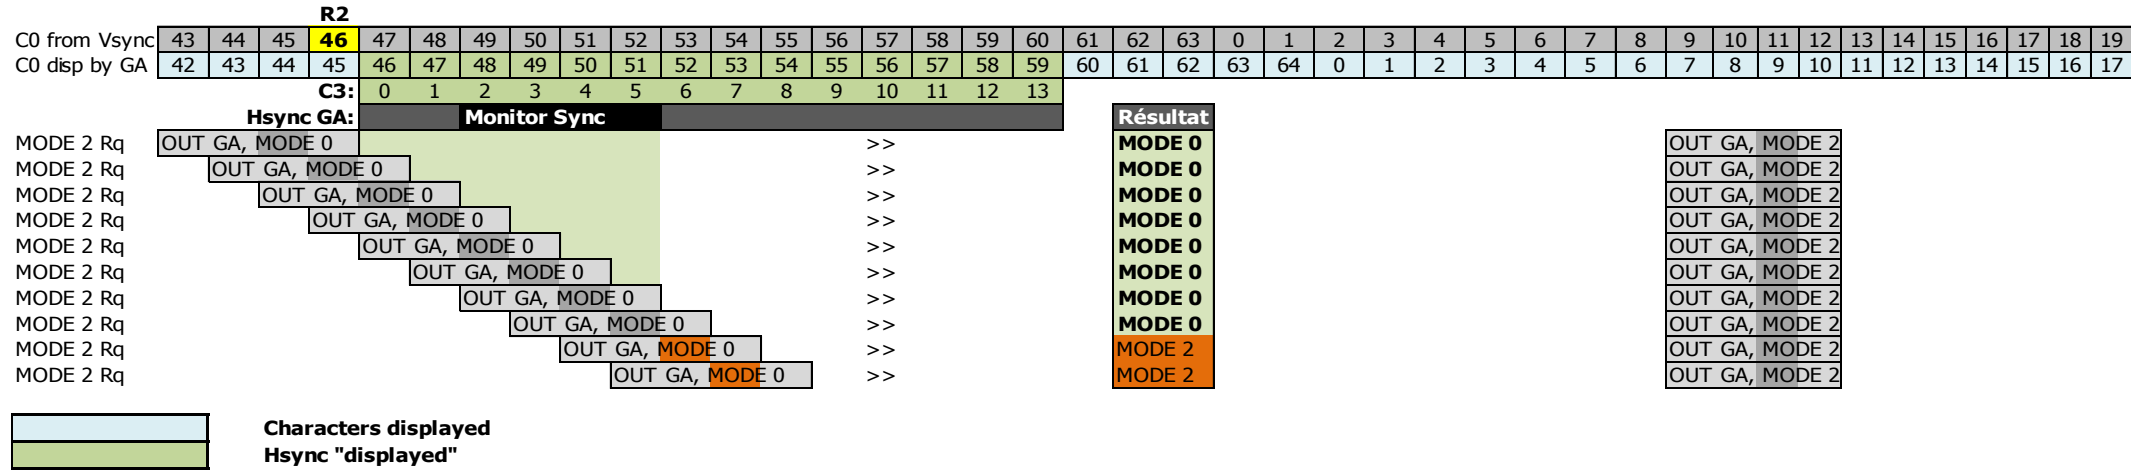 R2
C0 from Vsync 43 44 45 46 47 48 49 50 51 52 53 54 55 56 57 58 59 60 61 62 63 0 1 2 3 4 5 6 7 8 9 10 11 12 13 14 15 16 17 18 19
C0 disp by GA 42 43 44 45 46 47 48 49 50 51 52 53 54 55 56 57 58 59 60 61 62 63 64 0 1 2 3 4 5 6 7 8 9 10 11 12 13 14 15 16 17
C3: 0 1 2 3 4 5 6 7 8 9 10 11 12 13
Hsync GA: Monitor Sync Résultat
MODE 2 Rq OUT GA, MODE 0 >> MODE 0 OUT GA, MODE 2
MODE 2 Rq OUT GA, MODE 0 >> MODE 0 OUT GA, MODE 2
MODE 2 Rq OUT GA, MODE 0 >> MODE 0 OUT GA, MODE 2
MODE 2 Rq OUT GA, MODE 0 >> MODE 0 OUT GA, MODE 2
MODE 2 Rq OUT GA, MODE 0 >> MODE 0 OUT GA, MODE 2
MODE 2 Rq OUT GA, MODE 0 >> MODE 0 OUT GA, MODE 2
MODE 2 Rq OUT GA, MODE 0 >> MODE 0 OUT GA, MODE 2
MODE 2 Rq OUT GA, MODE 0 >> MODE 0 OUT GA, MODE 2
MODE 2 Rq OUT GA, MODE 0 >> MODE 2 OUT GA, MODE 2
MODE 2 Rq OUT GA, MODE 0 >> MODE 2 OUT GA, MODE 2
Characters displayed
Hsync "displayed"